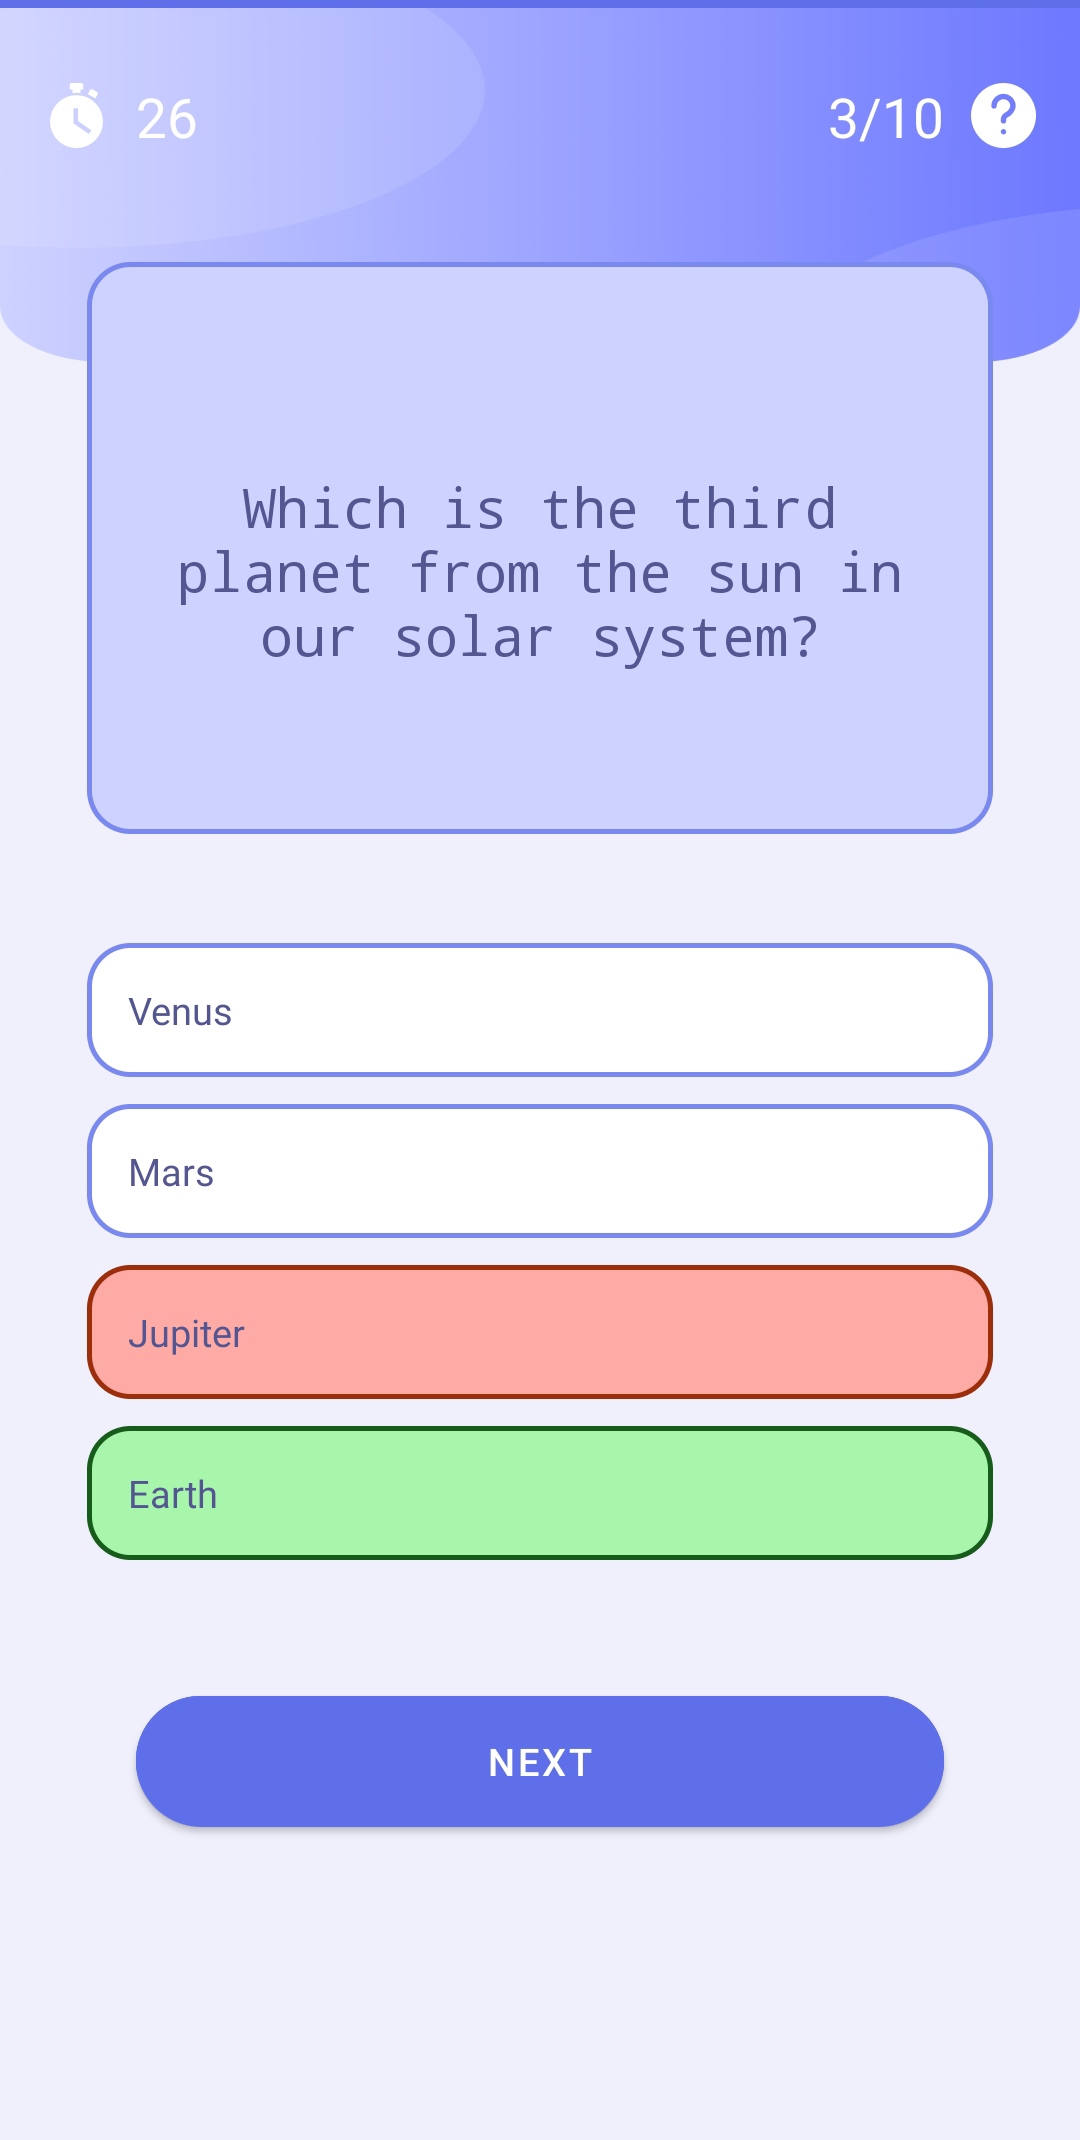 26
3/10
Which is the third
planet from the sun in
our solar system?
Venus
Mars
Jupiter
Earth
NEXT